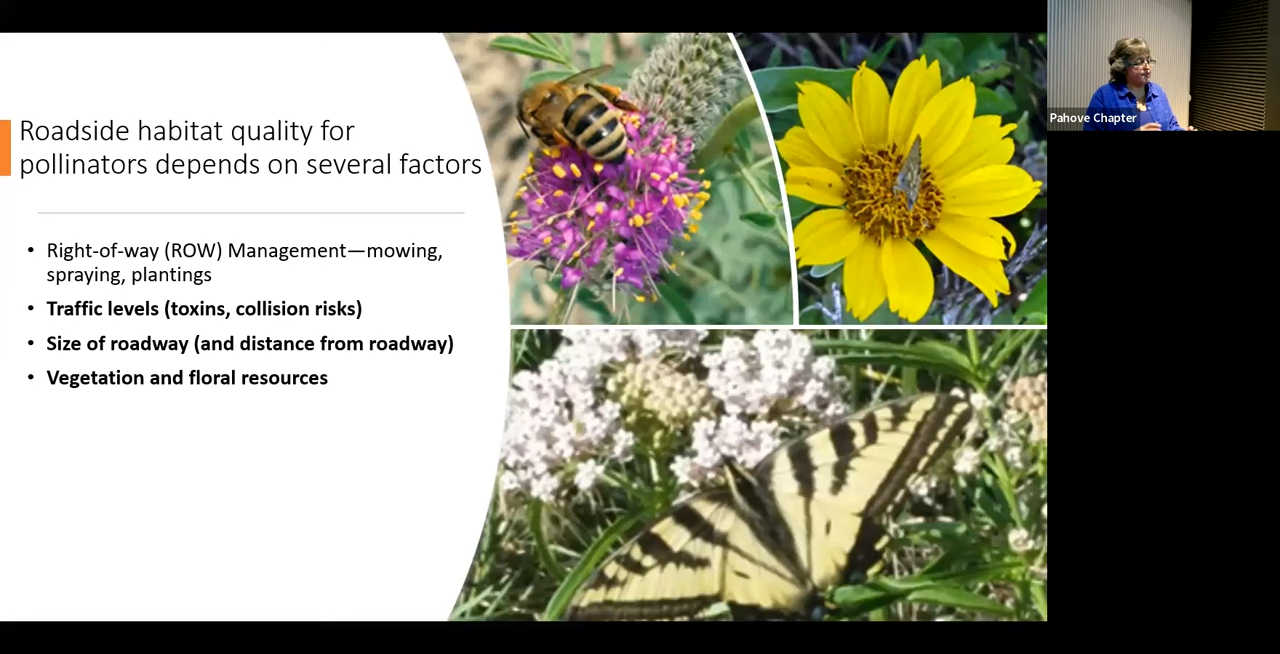 Roadside habitat quality for
pollinators depends on several factors
• Right-of-way (ROW) Management—mowing,
spraying, plantings
• Traffic levels (toxins, collision risks)
• Size of roadway (and distance from roadway)
• Vegetation and floral resources
Pahove Chapter